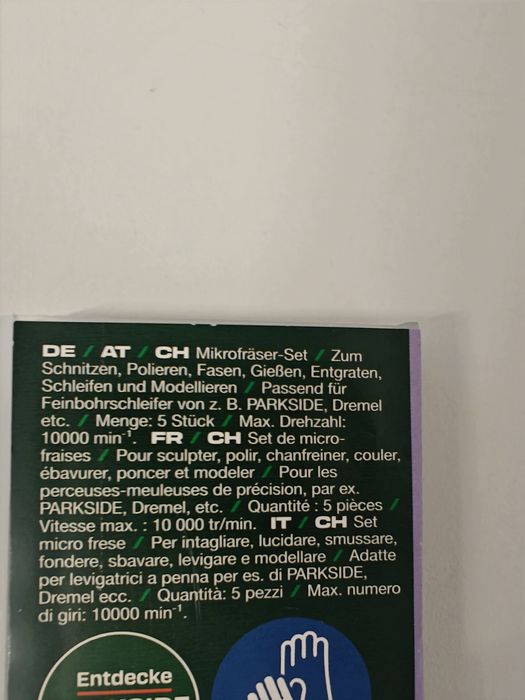 DE / AT / CH Mikrofräser-Set / Zum
Schnitzen, Polieren, Fasen, Gießen, Entgraten,
Schleifen und Modellieren / Passend für
Feinbohrschleifer von z. B. PARKSIDE, Dremel
etc. / Menge: 5 Stück / Max. Drehzahl:
10000 min⁻¹. FR / CH Set de micro-
fraises / Pour sculpter, polir, chanfreiner, couler,
ébavurer, poncer et modeler / Pour les
perceuses-meuleuses de précision, par ex.
PARKSIDE, Dremel, etc. / Quantité : 5 pièces /
Vitesse max. : 10 000 tr/min. IT / CH Set
micro frese / Per intagliare, lucidare, smussare,
fondere, sbavare, levigare e modellare / Adatte
per levigatrici a penna per es. di PARKSIDE,
Dremel ecc. / Quantità: 5 pezzi / Max. numero
di giri: 10000 min⁻¹.
Entdecke